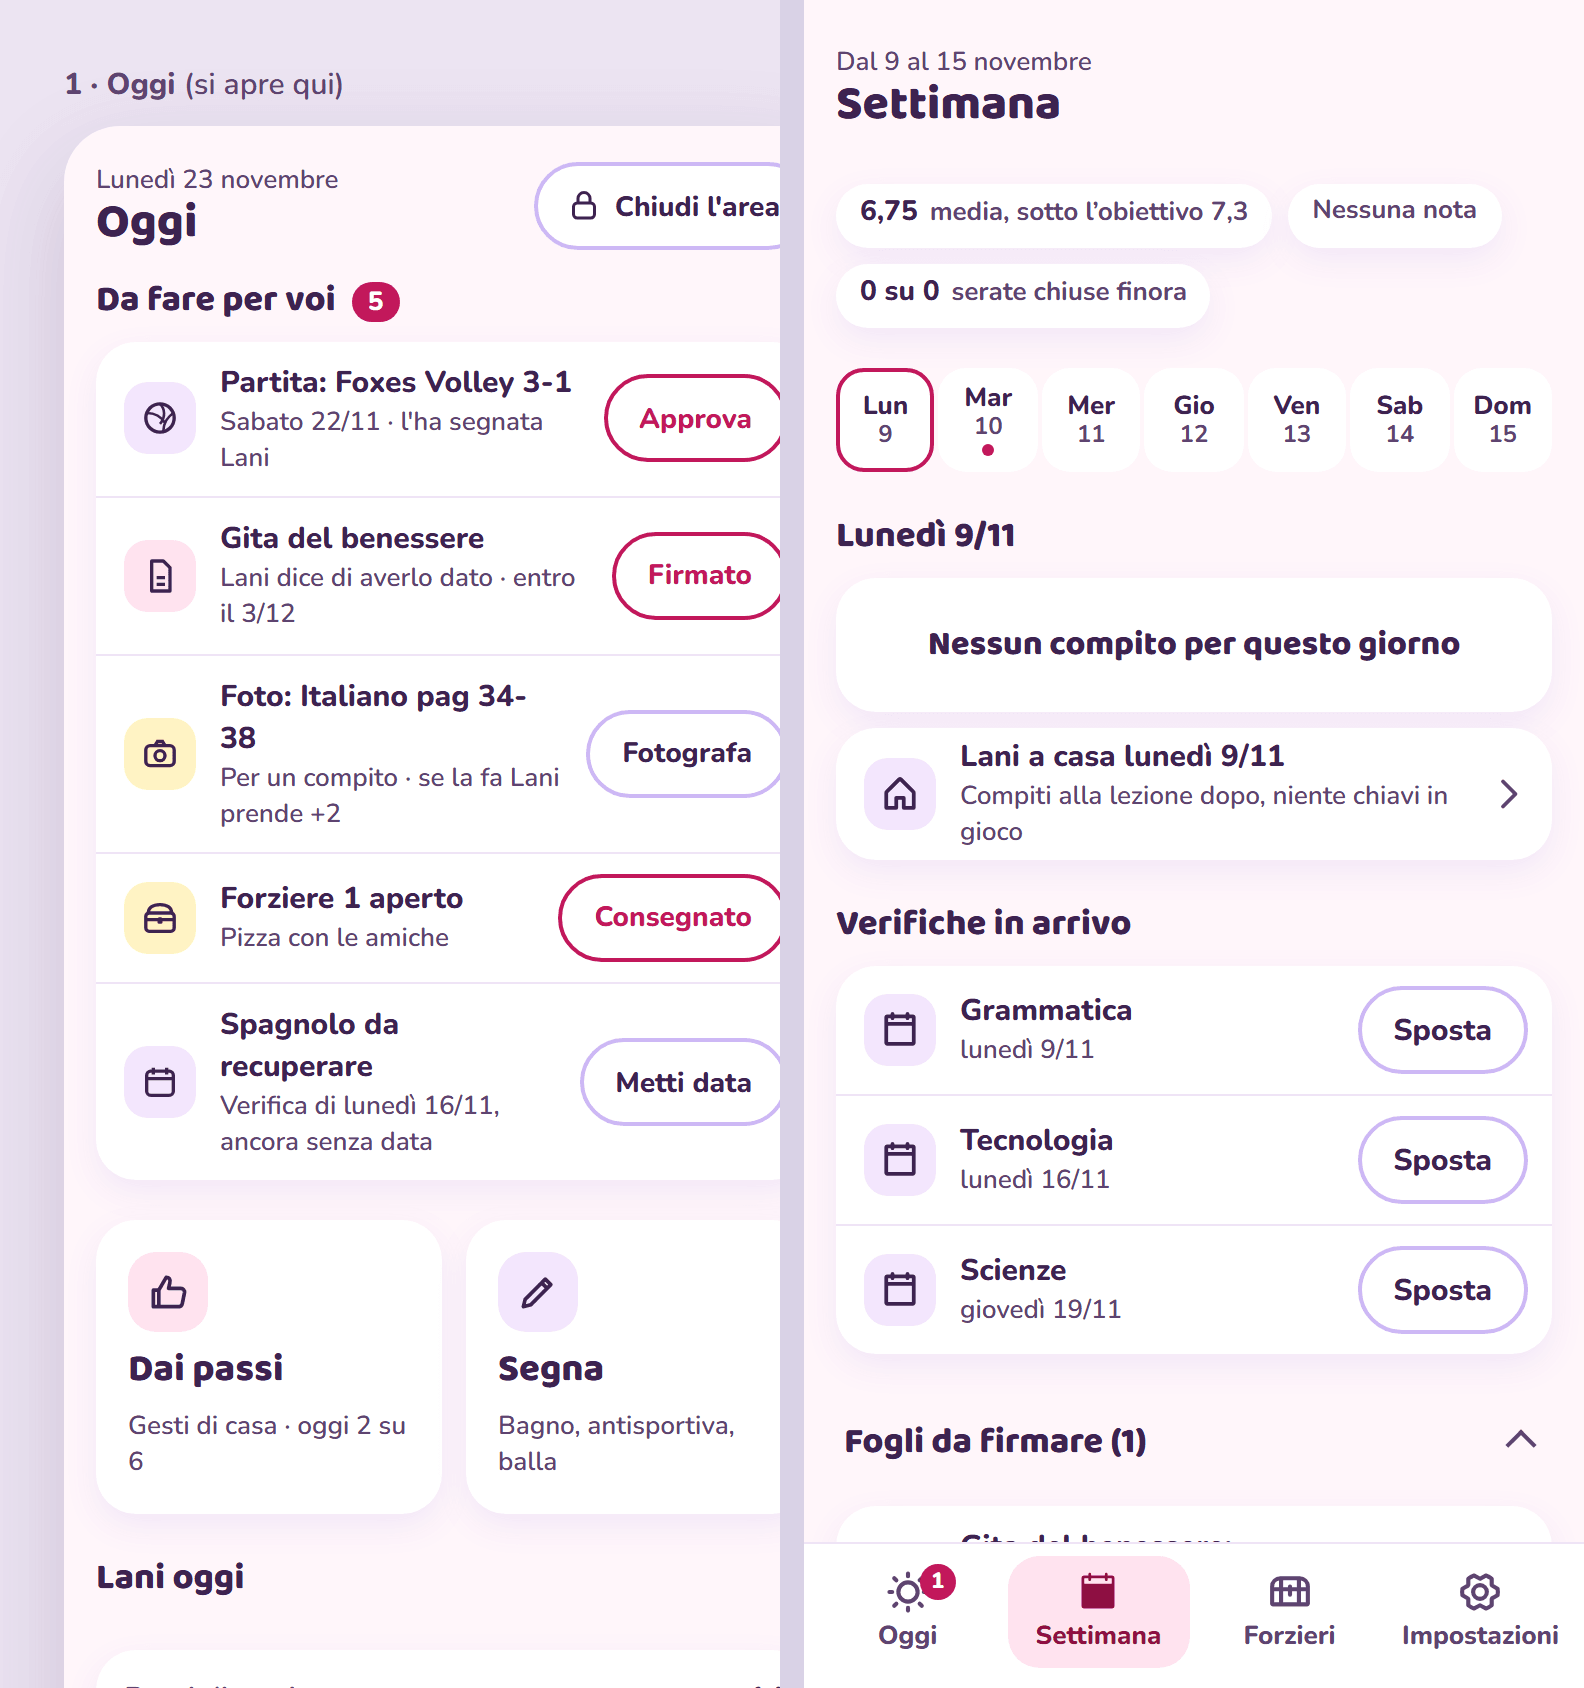 1 · Oggi (si apre qui)
Lunedì 23 novembre
Oggi
Chiudi l'area
Da fare per voi 5
Partita: Foxes Volley 3-1
Sabato 22/11 · l'ha segnata
Lani
Approva
Gita del benessere
Lani dice di averlo dato · entro
il 3/12
Firmato
Foto: Italiano pag 34-
38
Per un compito · se la fa Lani
prende +2
Fotografa
Forziere 1 aperto
Pizza con le amiche
Consegnato
Spagnolo da
recuperare
Verifica di lunedì 16/11,
ancora senza data
Metti data
Dai passi
Gesti di casa · oggi 2 su
6
Segna
Bagno, antisportiva,
balla
Lani oggi
Dal 9 al 15 novembre
Settimana
6,75 media, sotto l’obiettivo 7,3
Nessuna nota
0 su 0 serate chiuse finora
Lun Mar Mer Gio Ven Sab Dom
9 10 11 12 13 14 15
Lunedì 9/11
Nessun compito per questo giorno
Lani a casa lunedì 9/11
Compiti alla lezione dopo, niente chiavi in
gioco
Verifiche in arrivo
Grammatica
lunedì 9/11
Sposta
Tecnologia
lunedì 16/11
Sposta
Scienze
giovedì 19/11
Sposta
Fogli da firmare (1)
1
Oggi Settimana Forzieri Impostazioni